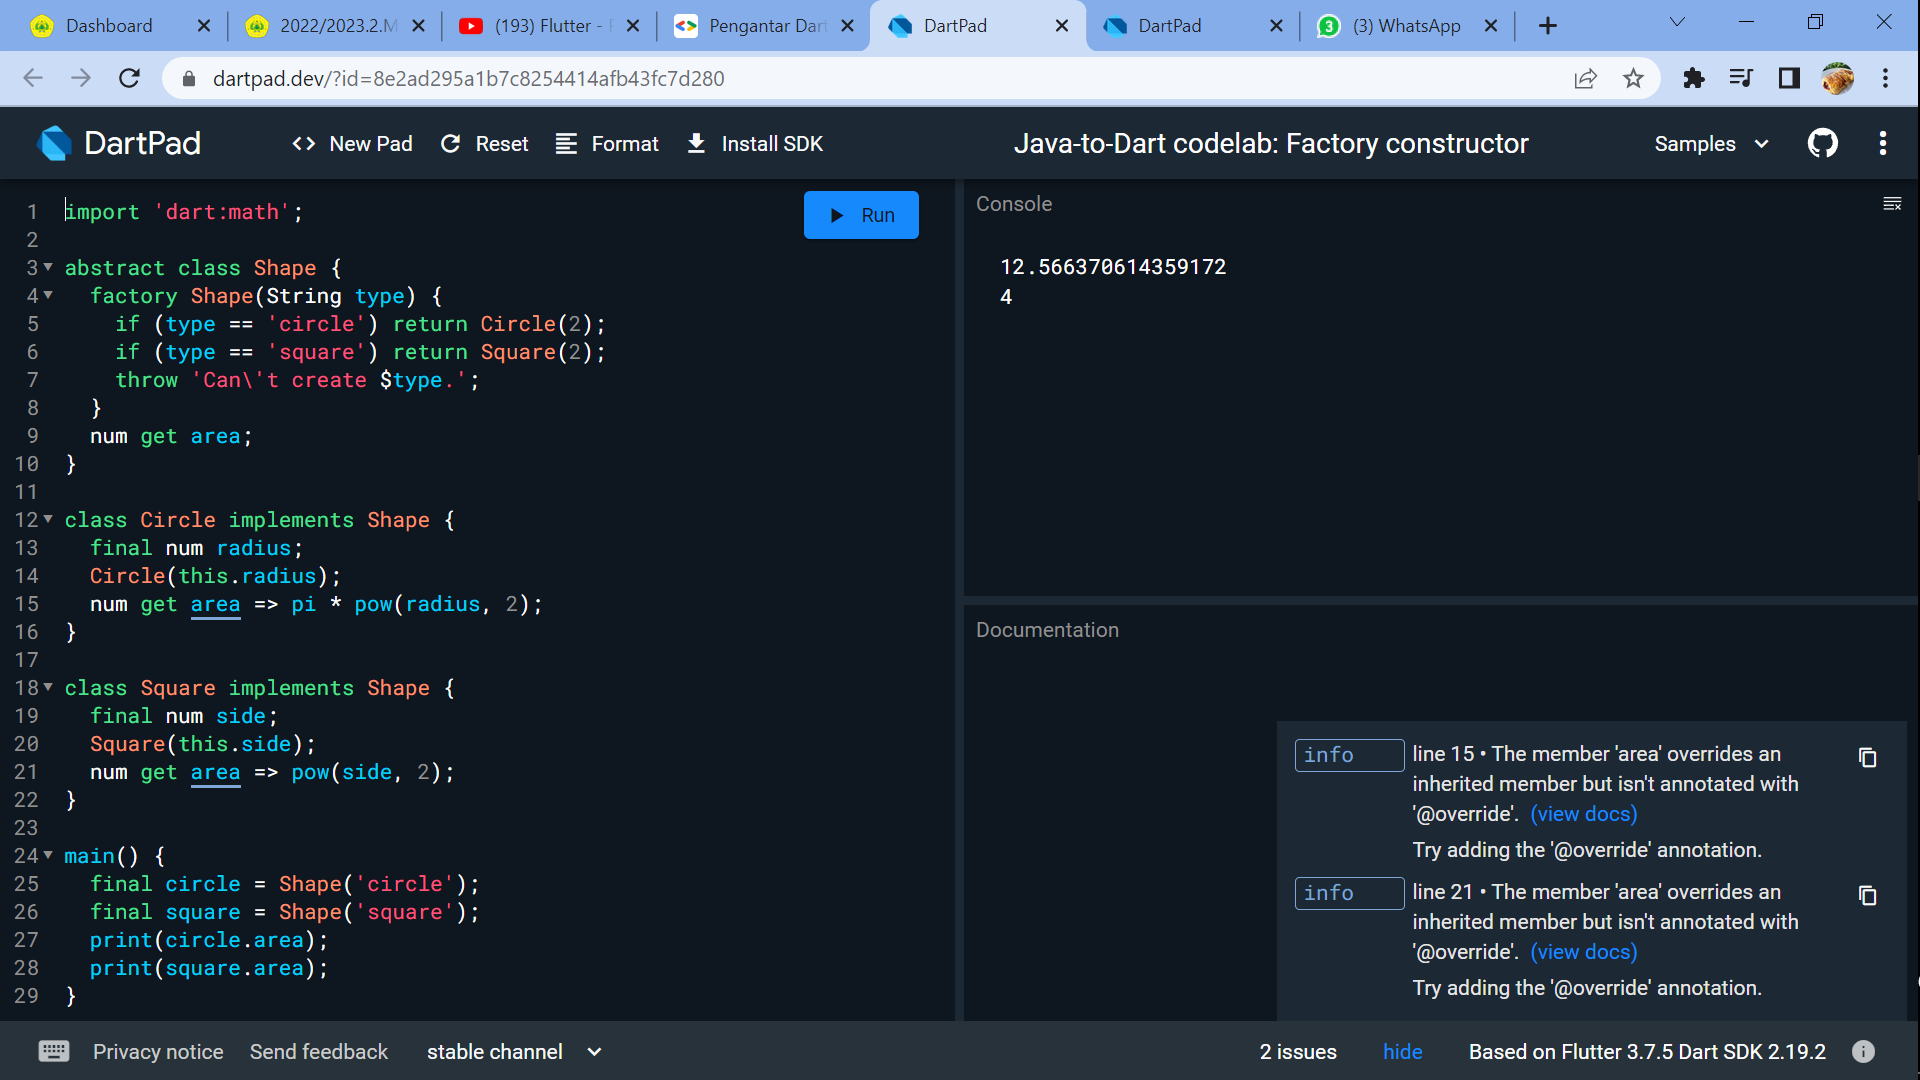 Dashboard
2022/2023.2.M
(193) Flutter -
Pengantar Dart
DartPad
DartPad
3
(3) WhatsApp
dartpad.dev/?id=8e2ad295a1b7c8254414afb43fc7d280
DartPad
<> New Pad
Reset
Format
Install SDK
Java-to-Dart codelab: Factory constructor
Samples
1 import 'dart:math';
2
3 abstract class Shape {
4   factory Shape(String type) {
5     if (type == 'circle') return Circle(2);
6     if (type == 'square') return Square(2);
7     throw 'Can\'t create $type.';
8   }
9   num get area;
10 }
11
12 class Circle implements Shape {
13   final num radius;
14   Circle(this.radius);
15   num get area => pi * pow(radius, 2);
16 }
17
18 class Square implements Shape {
19   final num side;
20   Square(this.side);
21   num get area => pow(side, 2);
22 }
23
24 main() {
25   final circle = Shape('circle');
26   final square = Shape('square');
27   print(circle.area);
28   print(square.area);
29 }
Run
Console
12.566370614359172
4
Documentation
info line 15 • The member 'area' overrides an
inherited member but isn't annotated with
'@override'. (view docs)
Try adding the '@override' annotation.
info line 21 • The member 'area' overrides an
inherited member but isn't annotated with
'@override'. (view docs)
Try adding the '@override' annotation.
Privacy notice
Send feedback
stable channel
2 issues
hide
Based on Flutter 3.7.5 Dart SDK 2.19.2